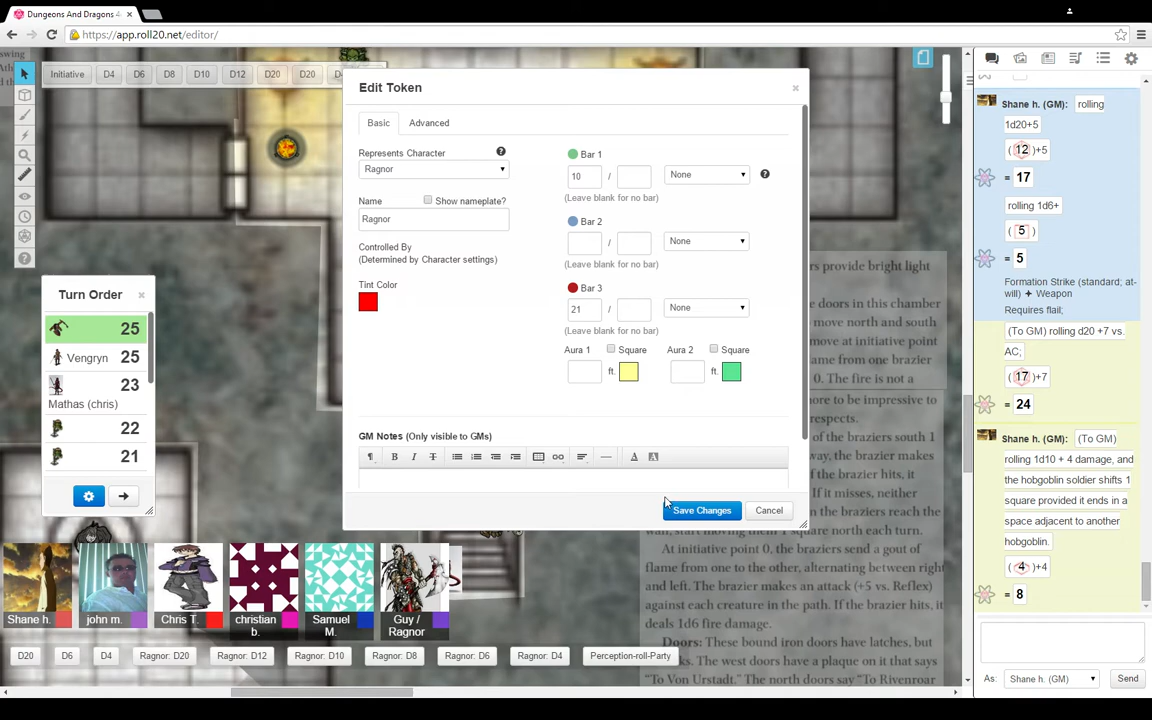 Dungeons And Dragons 4
https://app.roll20.net/editor/
swing
Initiative D4 D6 D8 D10 D12 D20 D20
Edit Token
Basic Advanced
Represents Character
Ragnor
Name Show nameplate?
Ragnor
Controlled By
(Determined by Character settings)
Tint Color
Bar 1
10 / None
(Leave blank for no bar)
Bar 2
/ None
(Leave blank for no bar)
Bar 3
21 / None
(Leave blank for no bar)
Aura 1 Square Aura 2 Square
ft. ft.
GM Notes (Only visible to GMs)
Save Changes Cancel
Turn Order
25
Vengryn 25
23
Mathas (chris)
22
21
rs provide bright light
e doors in this chamber
move north and south
move at initiative point
ame from one brazier
0. The fire is not a
more to be impressive to
respects.
of the braziers south 1
way, the brazier makes
of the brazier hits, it
If it misses, neither
n the braziers reach the
wall, start moving them 1 square north each turn.
At initiative point 0, the braziers send a gout of
flame from one to the other, alternating between right
and left. The brazier makes an attack (+5 vs. Reflex)
against each creature in the path. If the brazier hits, it
deals 1d6 fire damage.
Doors: These bound iron doors have latches, but
ks. The west doors have a plaque on it that says
"To Von Urstadt." The north doors say "To Rivenroar
Shane h.
john m.
Chris T.
christian b.
Samuel M.
Guy / Ragnor
D20 D6 D4 Ragnor: D20 Ragnor: D12 Ragnor: D10 Ragnor: D8 Ragnor: D6 Ragnor: D4 Perception-roll-Party
Shane h. (GM): rolling
1d20+5
(12)+5
= 17
rolling 1d6+
(5)
= 5
Formation Strike (standard; at-
will) ✦ Weapon
Requires flail;
(To GM) rolling d20 +7 vs.
AC;
(17)+7
= 24
Shane h. (GM): (To GM)
rolling 1d10 + 4 damage, and
the hobgoblin soldier shifts 1
square provided it ends in a
space adjacent to another
hobgoblin.
(4)+4
= 8
As: Shane h. (GM) Send